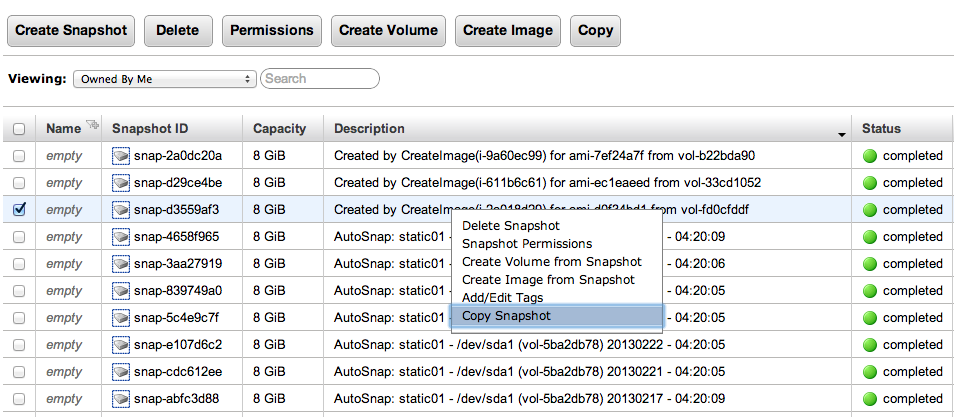 Create Snapshot Delete Permissions Create Volume Create Image Copy
Viewing: Owned By Me Search
Name Snapshot ID Capacity Description Status
empty snap-2a0dc20a 8 GiB Created by CreateImage(i-9a60ec99) for ami-7ef24a7f from vol-b22bda90 completed
empty snap-d29ce4be 8 GiB Created by CreateImage(i-611b6c61) for ami-ec1eaeed from vol-33cd1052 completed
empty snap-d3559af3 8 GiB Created by for from vol-fd0cfddf completed
Delete Snapshot
Snapshot Permissions
Create Volume from Snapshot
Create Image from Snapshot
Add/Edit Tags
Copy Snapshot
empty snap-4658f965 8 GiB AutoSnap: static01 - - 04:20:09 completed
empty snap-3aa27919 8 GiB AutoSnap: static01 - - 04:20:06 completed
empty snap-839749a0 8 GiB AutoSnap: static01 - - 04:20:05 completed
empty snap-5c4e9c7f 8 GiB AutoSnap: static01 - - 04:20:05 completed
empty snap-e107d6c2 8 GiB AutoSnap: static01 - /dev/sda1 (vol-5ba2db78) 20130222 - 04:20:05 completed
empty snap-cdc612ee 8 GiB AutoSnap: static01 - /dev/sda1 (vol-5ba2db78) 20130221 - 04:20:05 completed
empty snap-abfc3d88 8 GiB AutoSnap: static01 - /dev/sda1 (vol-5ba2db78) 20130217 - 04:20:09 completed